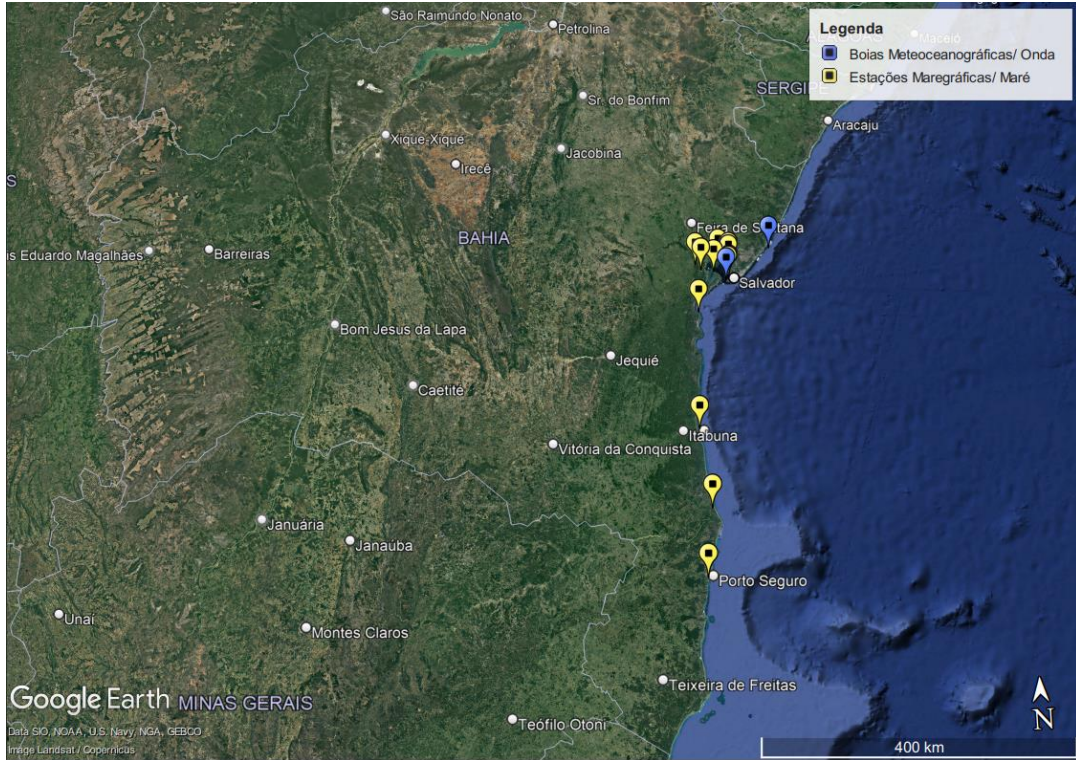 São Raimundo Nonato
Petrolina
Legenda
Maceió
Boias Meteoceanográficas/ Onda
Estações Maregráficas/ Maré
Sr. do Bonfim
SERGIPE
Aracaju
Xique-Xique
Jacobina
Irecê
S
Feira de Santana
BAHIA
Barreiras
ís Eduardo Magalhães
Salvador
Bom Jesus da Lapa
Jequié
Caetité
Itabuna
Vitória da Conquista
Januária
Janaúba
Porto Seguro
Unaí
Montes Claros
Teixeira de Freitas
Google Earth
MINAS GERAIS
N
Teófilo Otoni
Data SIO, NOAA, U.S. Navy, NGA, GEBCO
Image Landsat / Copernicus
400 km